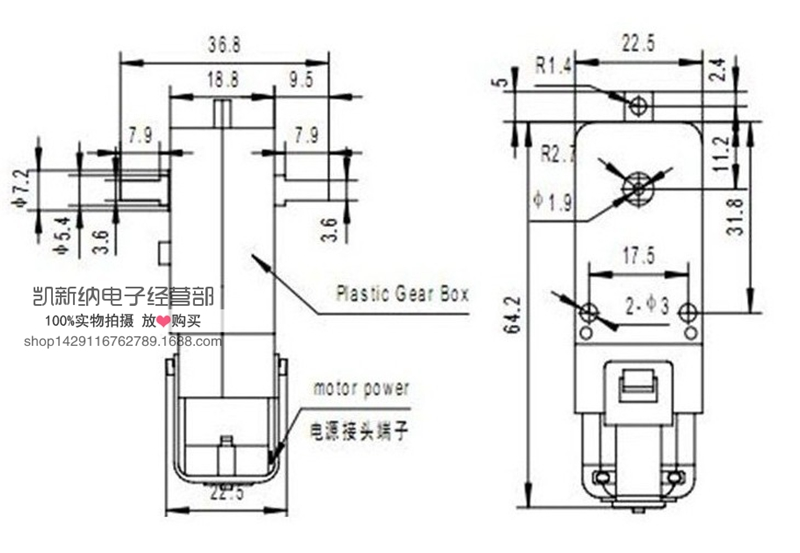 36.8
18.8
9.5
7.9
7.9
ϕ7.2
ϕ5.4
3.6
3.6
Plastic Gear Box
凯新纳电子经营部
100%实物拍摄 放❤购买
shop1429116762789.1688.com
motor power
电源接头端子
22.5
22.5
R1.4
5
2.4
R2.7
11.2
ϕ1.9
31.8
17.5
2-ϕ3
64.2